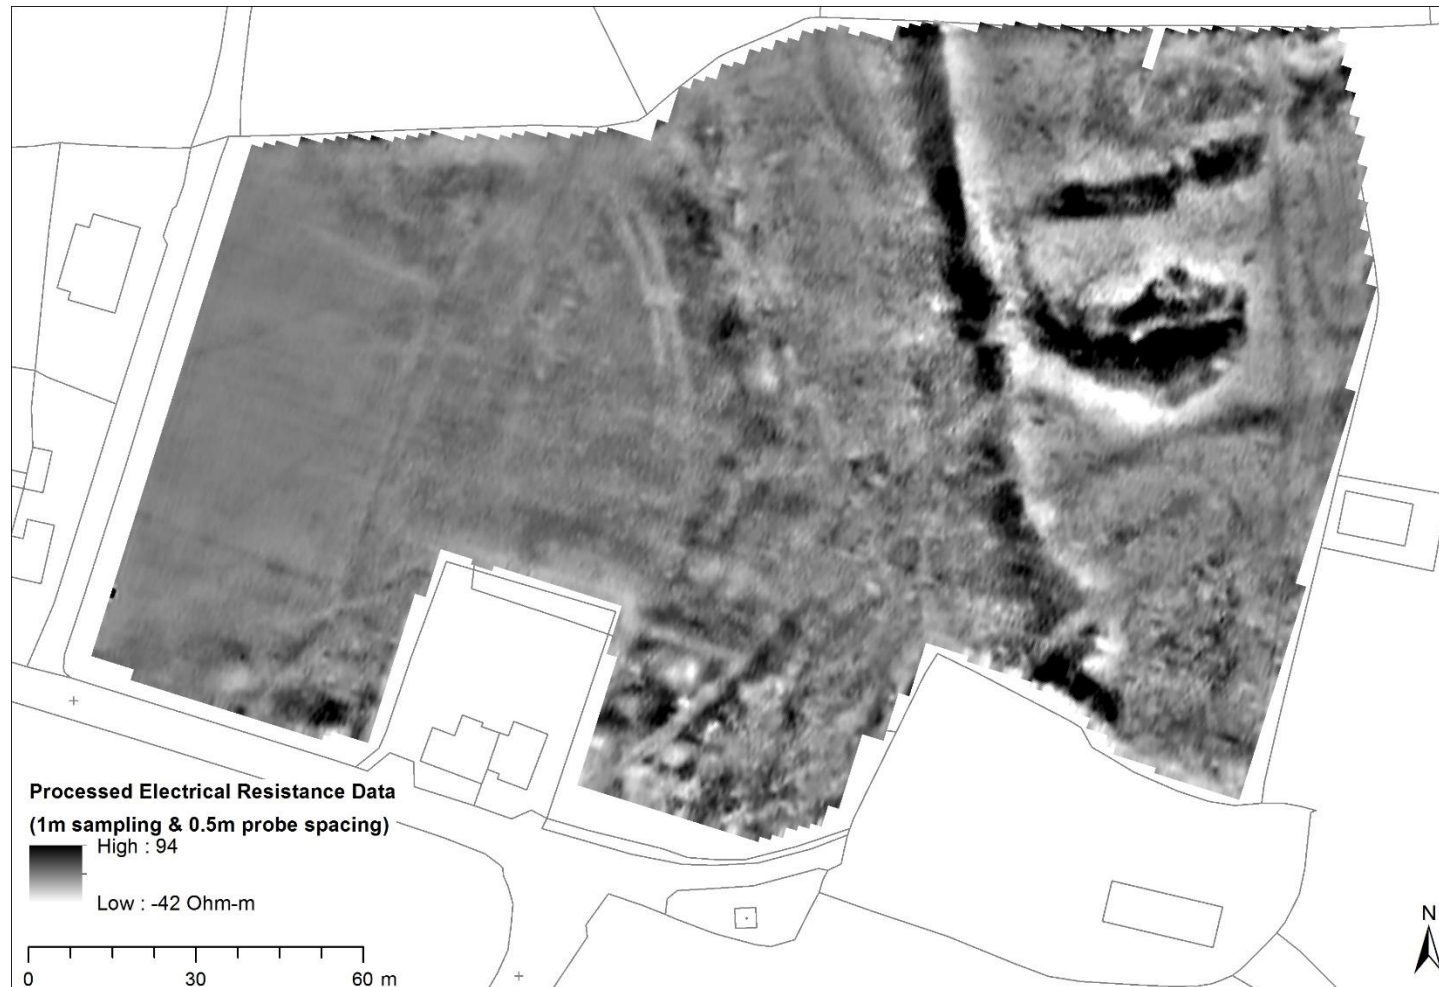 Processed Electrical Resistance Data
(1m sampling & 0.5m probe spacing)
High : 94
Low : -42 Ohm-m
0 30 60 m
N